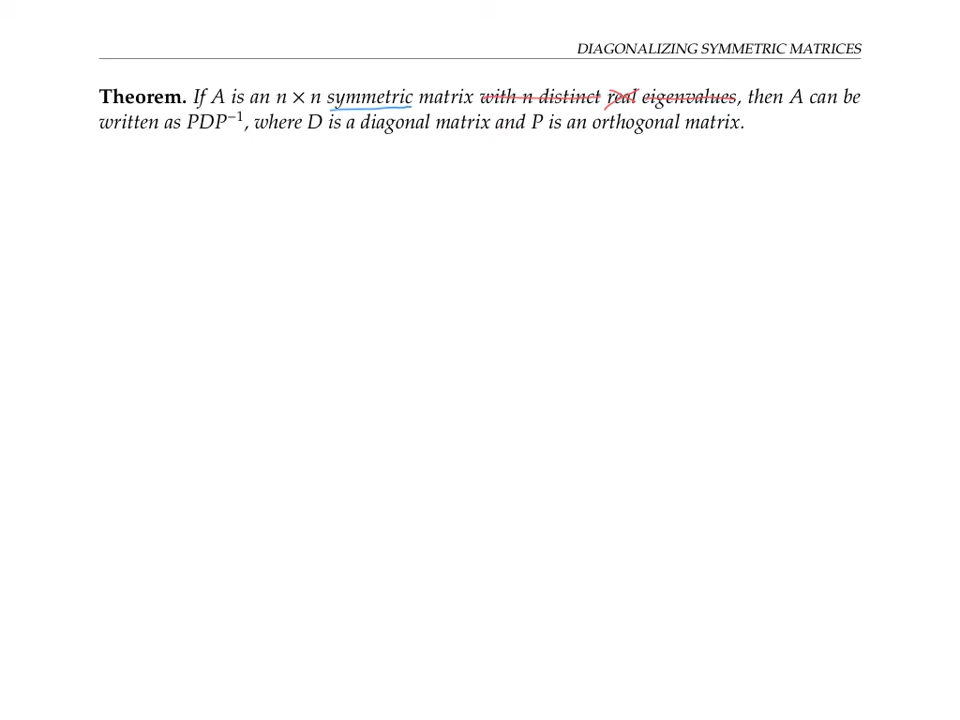 DIAGONALIZING SYMMETRIC MATRICES
Theorem. If A is an n × n symmetric matrix with n distinct real eigenvalues, then A can be
written as PDP⁻¹, where D is a diagonal matrix and P is an orthogonal matrix.